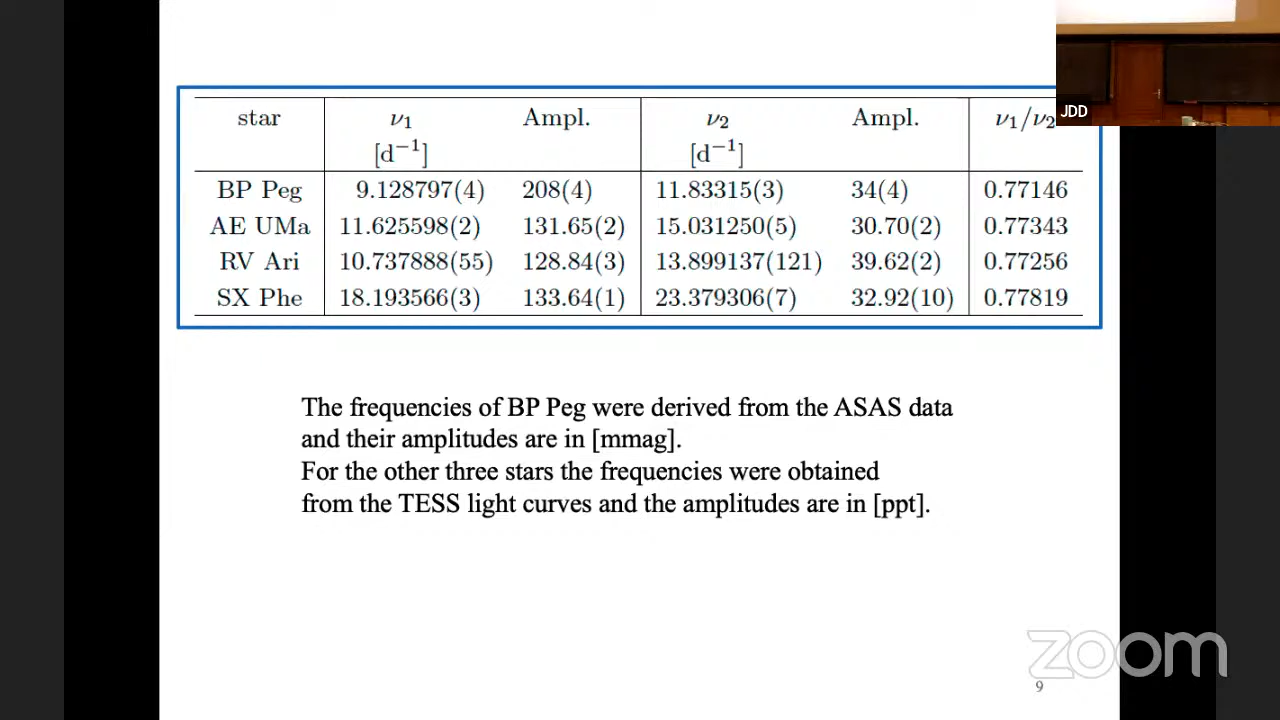 star ν₁ Ampl. ν₂ Ampl. ν₁/ν₂
[d⁻¹] [d⁻¹]
BP Peg 9.128797(4) 208(4) 11.83315(3) 34(4) 0.77146
AE UMa 11.625598(2) 131.65(2) 15.031250(5) 30.70(2) 0.77343
RV Ari 10.737888(55) 128.84(3) 13.899137(121) 39.62(2) 0.77256
SX Phe 18.193566(3) 133.64(1) 23.379306(7) 32.92(10) 0.77819
The frequencies of BP Peg were derived from the ASAS data
and their amplitudes are in [mmag].
For the other three stars the frequencies were obtained
from the TESS light curves and the amplitudes are in [ppt].
JDD
zoom
9